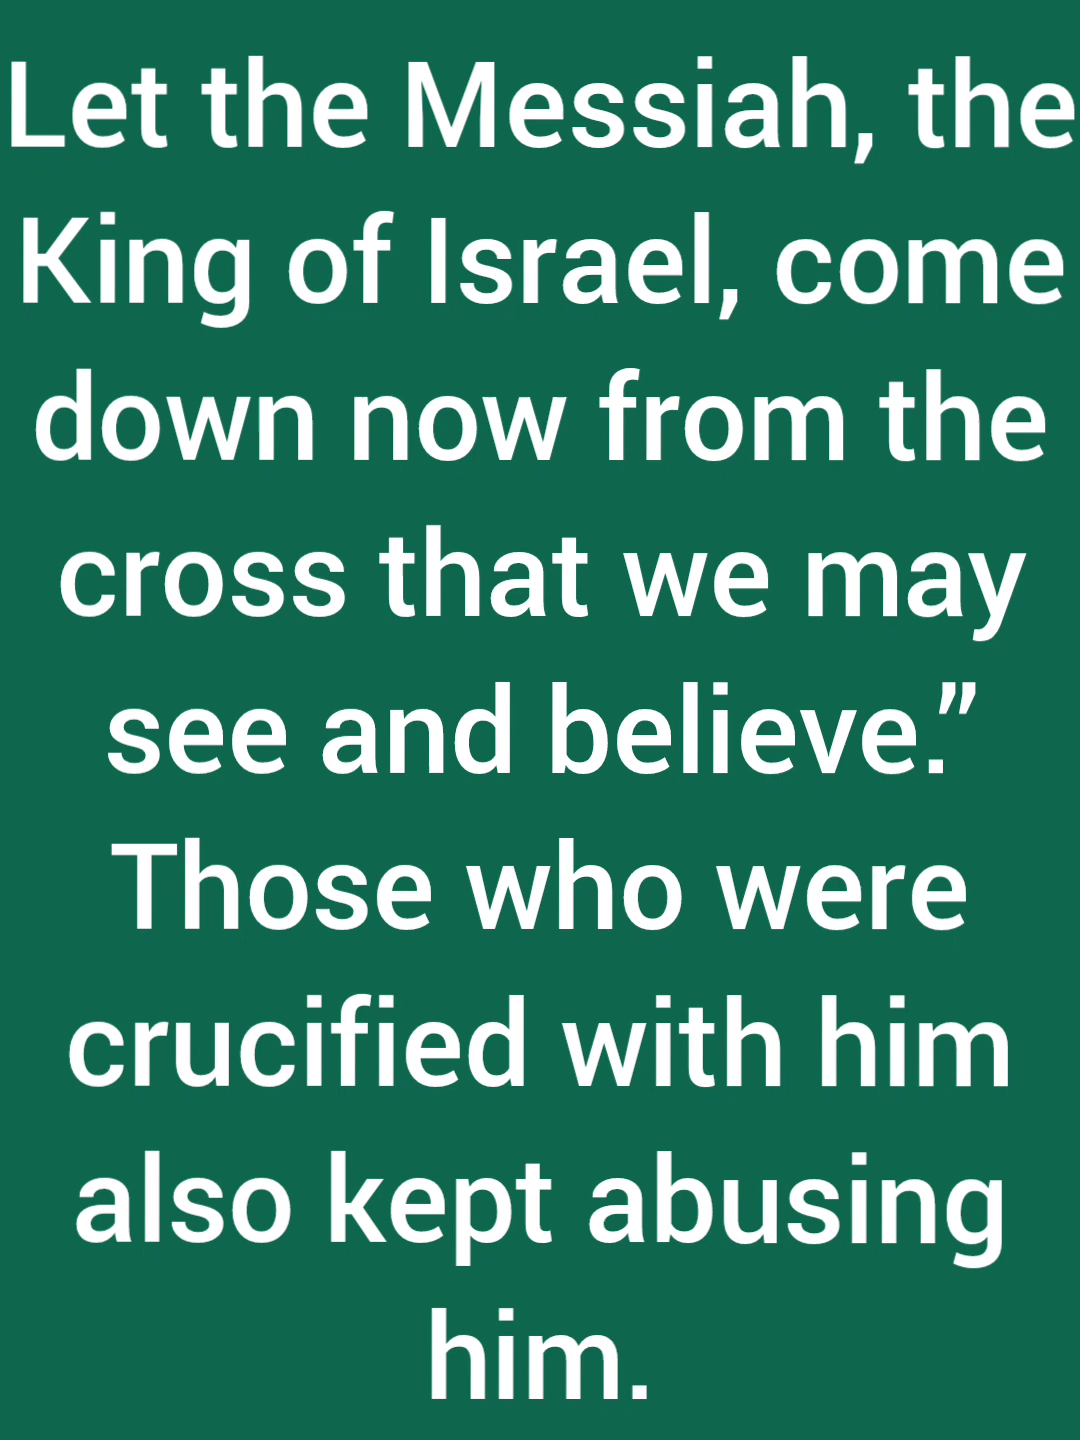 Let the Messiah, the
King of Israel, come
down now from the
cross that we may
see and believe.”
Those who were
crucified with him
also kept abusing
him.